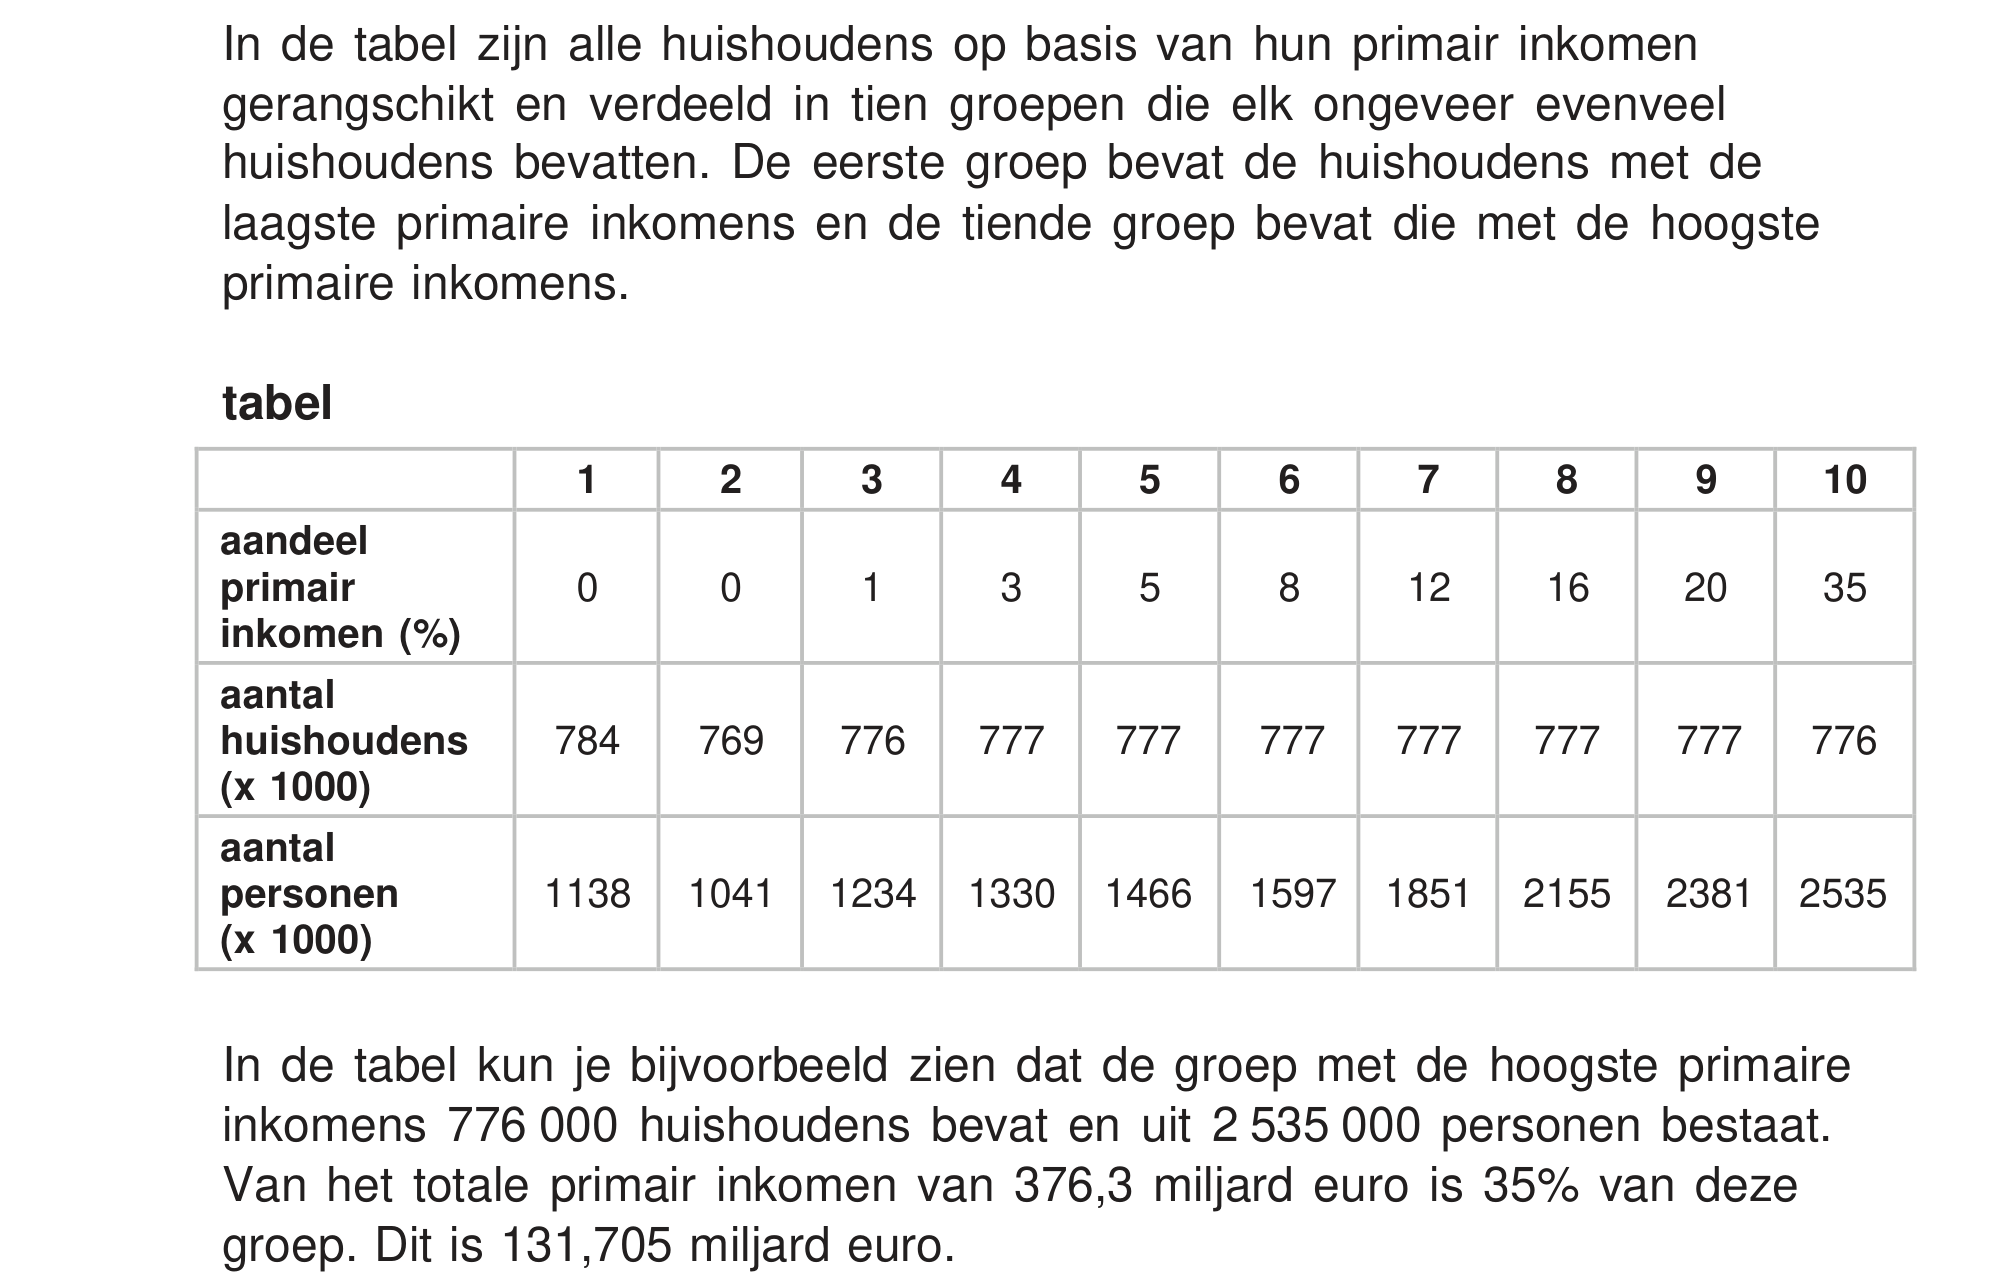 In de tabel zijn alle huishoudens op basis van hun primair inkomen
gerangschikt en verdeeld in tien groepen die elk ongeveer evenveel
huishoudens bevatten. De eerste groep bevat de huishoudens met de
laagste primaire inkomens en de tiende groep bevat die met de hoogste
primaire inkomens.
tabel
1 2 3 4 5 6 7 8 9 10
aandeel
primair
inkomen (%)
0 0 1 3 5 8 12 16 20 35
aantal
huishoudens
(x 1000)
784 769 776 777 777 777 777 777 777 776
aantal
personen
(x 1000)
1138 1041 1234 1330 1466 1597 1851 2155 2381 2535
In de tabel kun je bijvoorbeeld zien dat de groep met de hoogste primaire
inkomens 776 000 huishoudens bevat en uit 2 535 000 personen bestaat.
Van het totale primair inkomen van 376,3 miljard euro is 35% van deze
groep. Dit is 131,705 miljard euro.